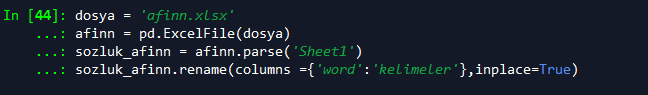 In [44]: dosya = 'afinn.xlsx'
...: afinn = pd.ExcelFile(dosya)
...: sozluk_afinn = afinn.parse('Sheet1')
...: sozluk_afinn.rename(columns ={'word':'kelimeler'},inplace=True)